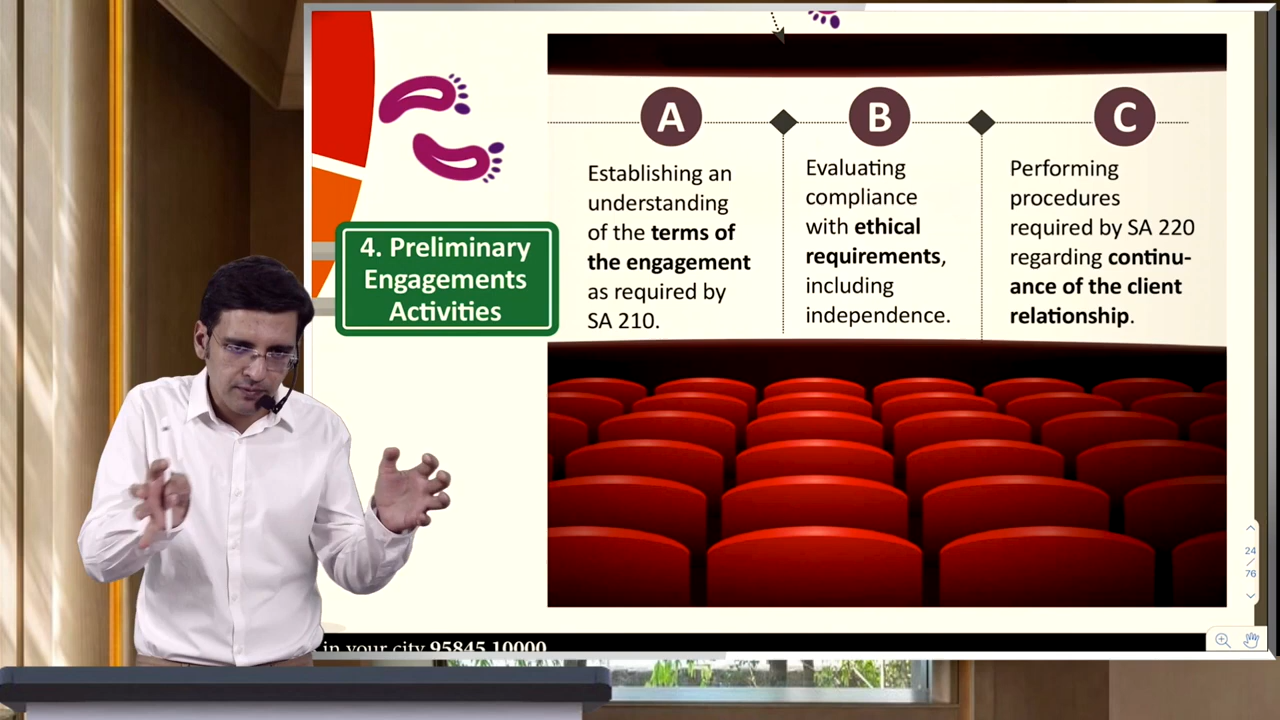 4. Preliminary
Engagements
Activities
A
Establishing an
understanding
of the terms of
the engagement
as required by
SA 210.
B
Evaluating
compliance
with ethical
requirements,
including
independence.
C
Performing
procedures
required by SA 220
regarding continu-
ance of the client
relationship.
24
/
76
in your city 95845 10000